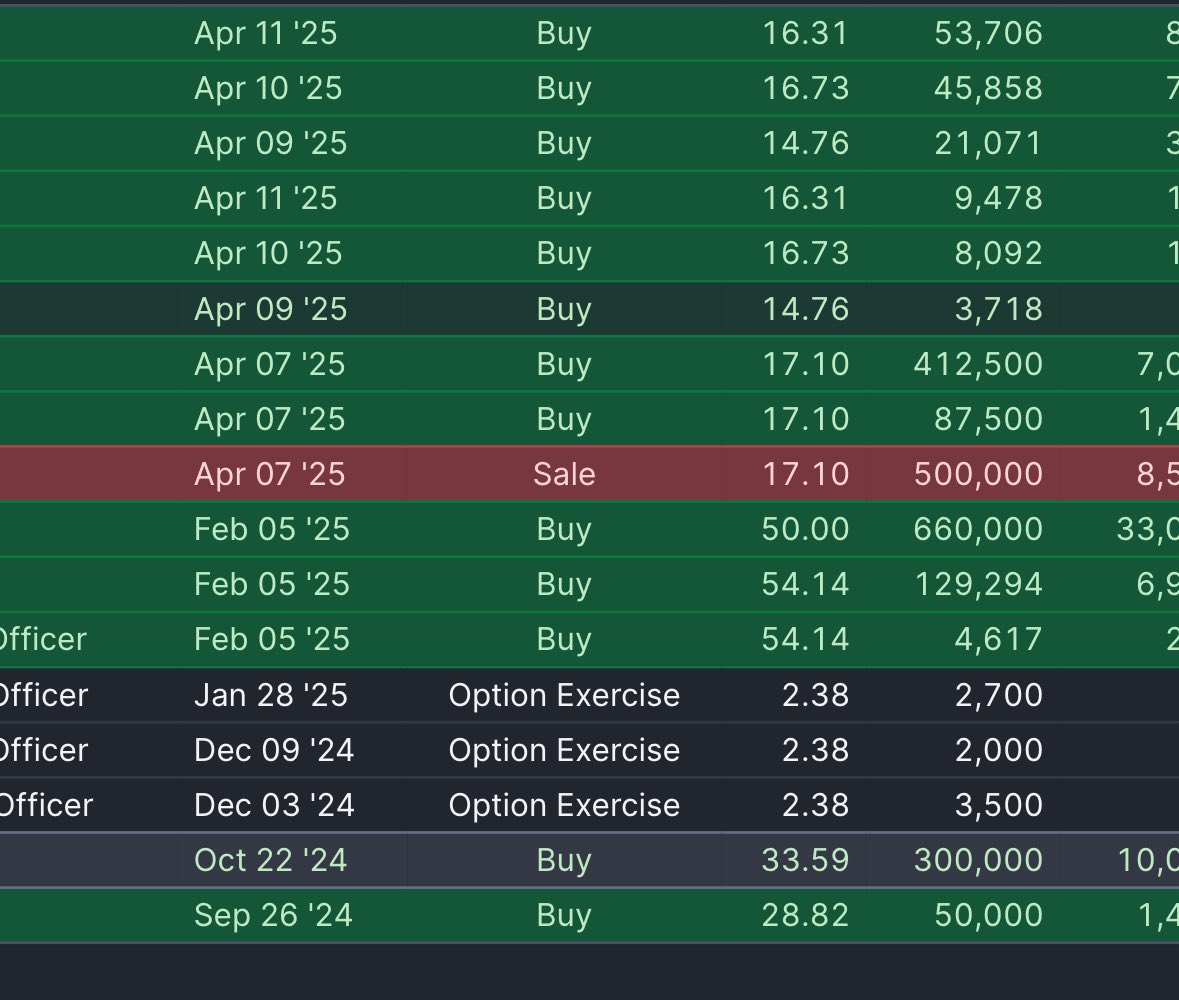 Apr 11 '25 Buy 16.31 53,706 8
Apr 10 '25 Buy 16.73 45,858 7
Apr 09 '25 Buy 14.76 21,071 3
Apr 11 '25 Buy 16.31 9,478 1
Apr 10 '25 Buy 16.73 8,092 1
Apr 09 '25 Buy 14.76 3,718
Apr 07 '25 Buy 17.10 412,500 7,0
Apr 07 '25 Buy 17.10 87,500 1,4
Apr 07 '25 Sale 17.10 500,000 8,5
Feb 05 '25 Buy 50.00 660,000 33,0
Feb 05 '25 Buy 54.14 129,294 6,9
Officer Feb 05 '25 Buy 54.14 4,617 2
Officer Jan 28 '25 Option Exercise 2.38 2,700
Officer Dec 09 '24 Option Exercise 2.38 2,000
Officer Dec 03 '24 Option Exercise 2.38 3,500
Oct 22 '24 Buy 33.59 300,000 10,0
Sep 26 '24 Buy 28.82 50,000 1,4